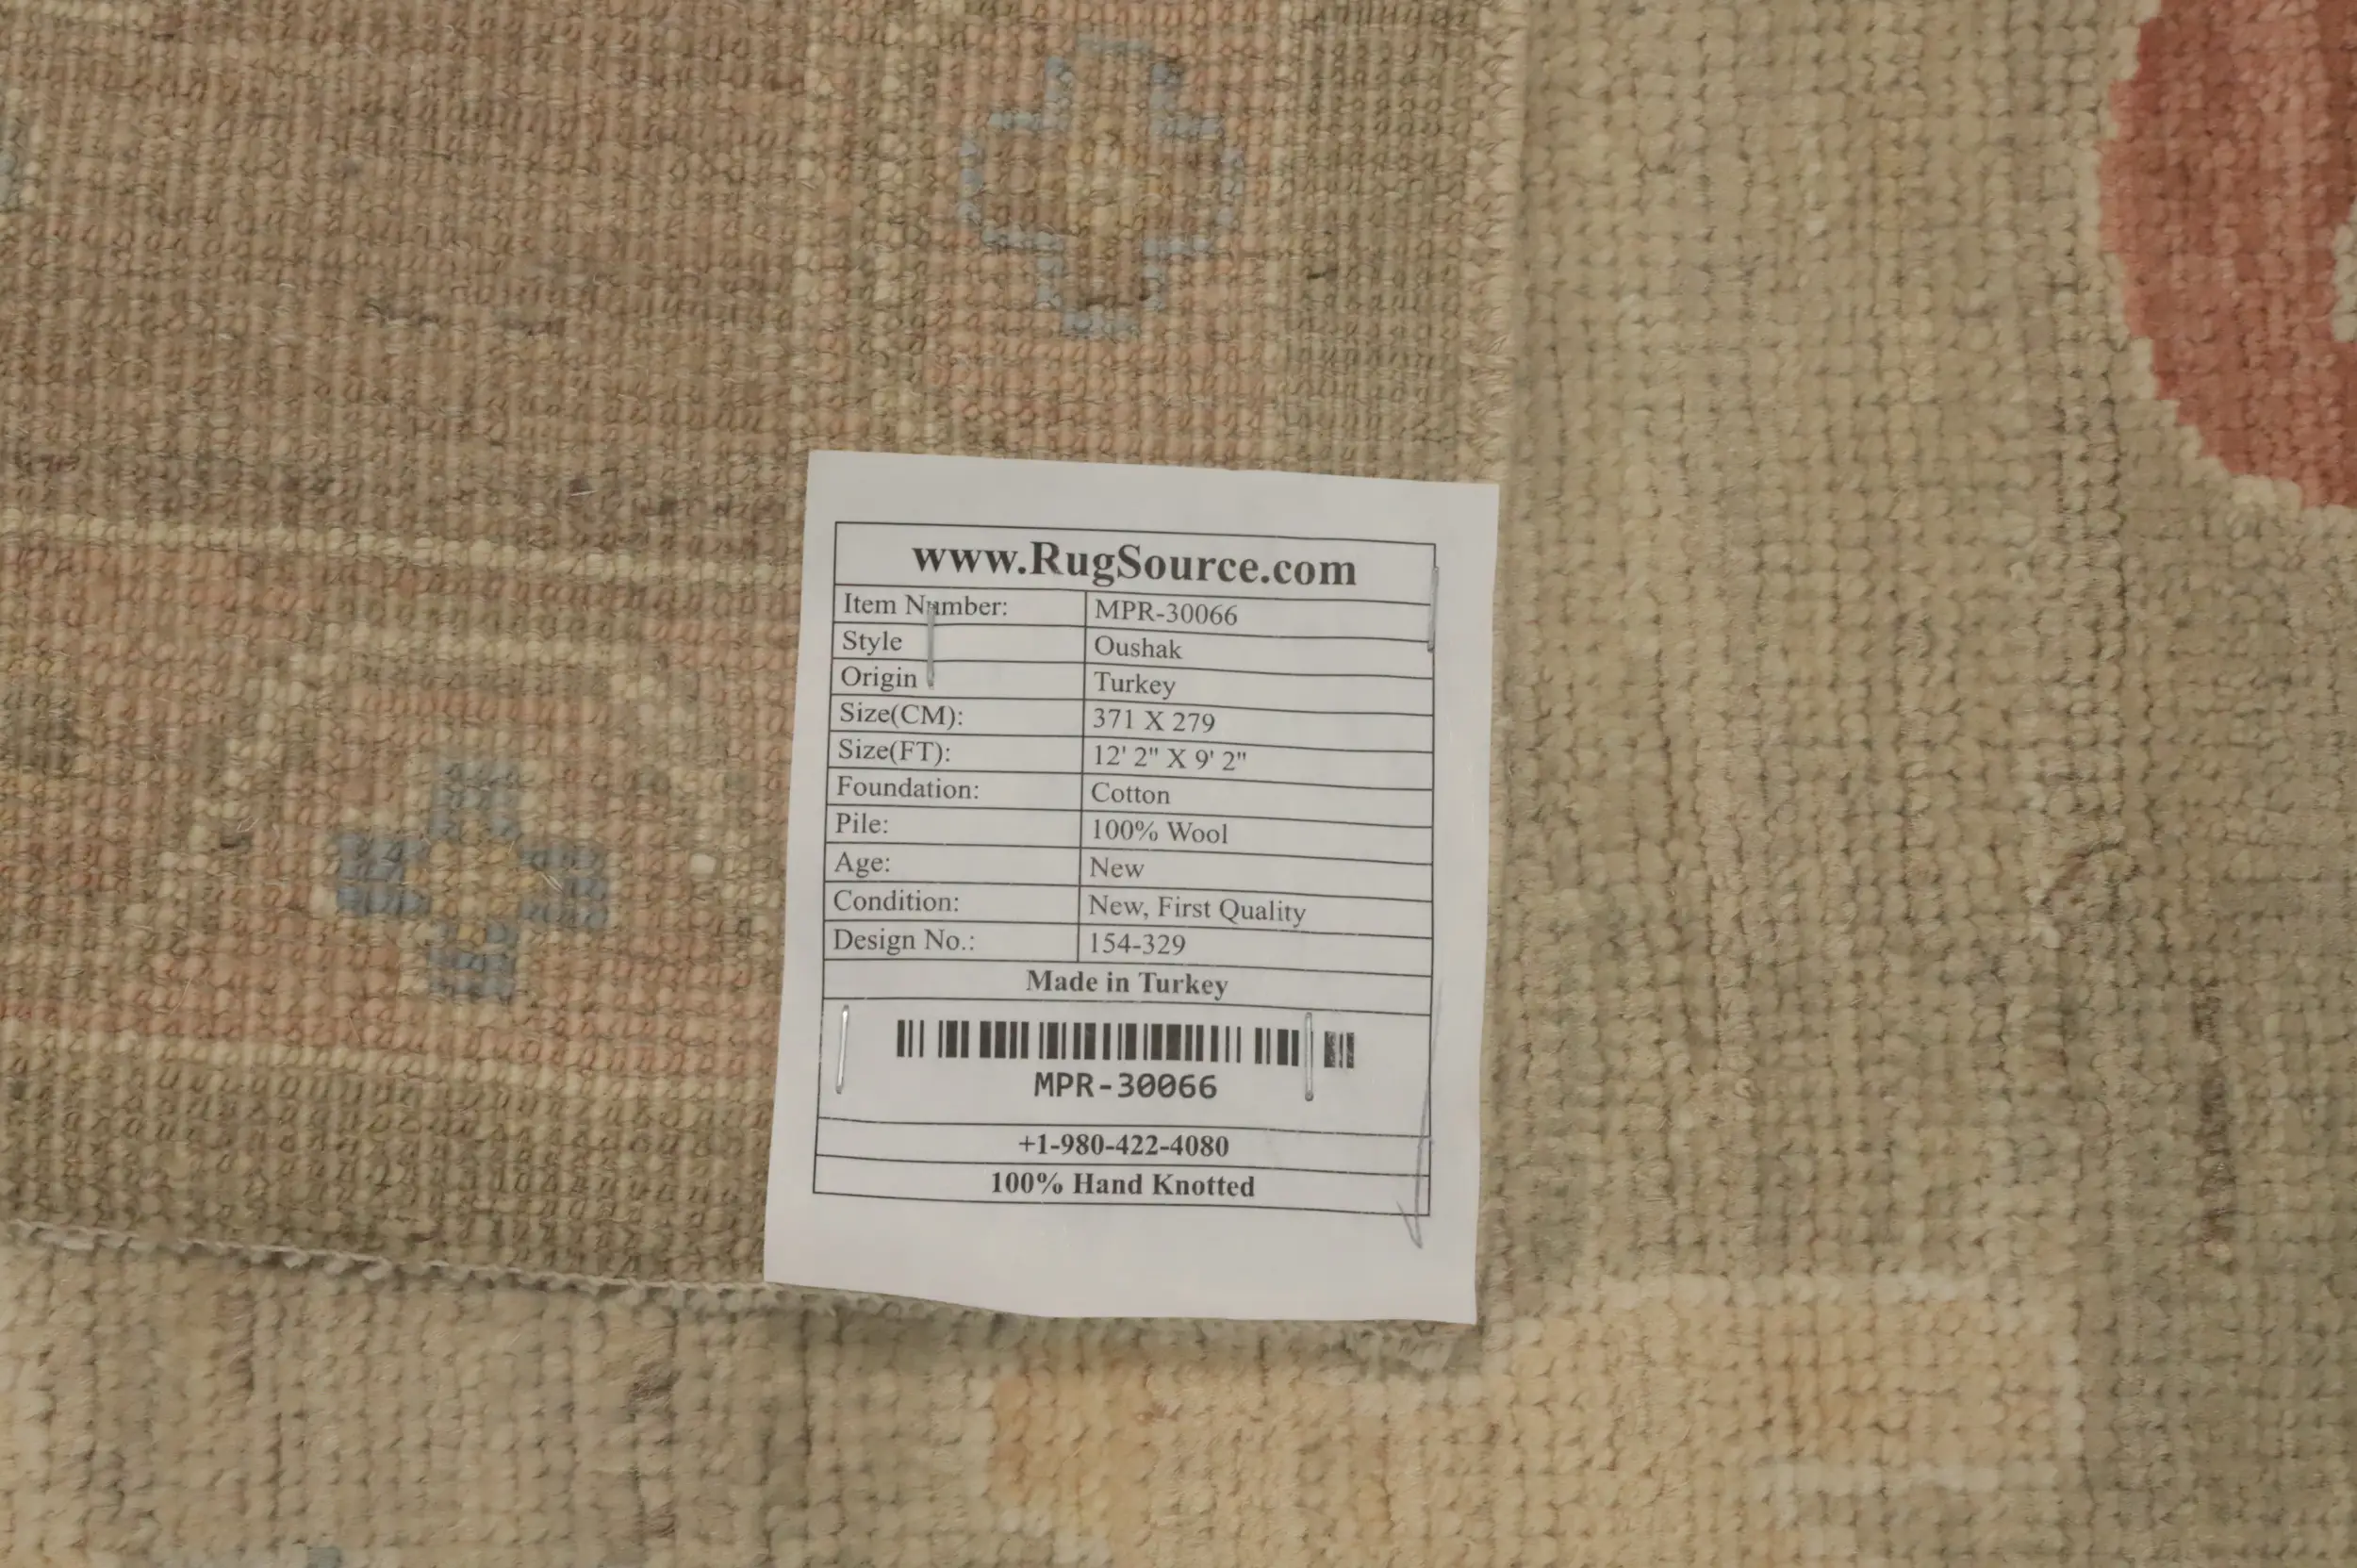 www.RugSource.com
Item Number: MPR-30066
Style Oushak
Origin Turkey
Size(CM): 371 X 279
Size(FT): 12' 2" X 9' 2"
Foundation: Cotton
Pile: 100% Wool
Age: New
Condition: New, First Quality
Design No.: 154-329
Made in Turkey
MPR-30066
+1-980-422-4080
100% Hand Knotted